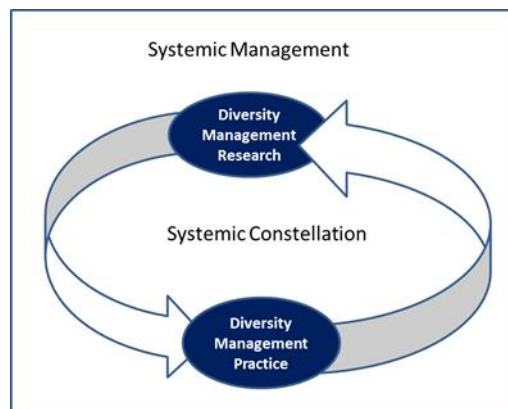 Systemic Management
Diversity
Management
Research
Systemic Constellation
Diversity
Management
Practice